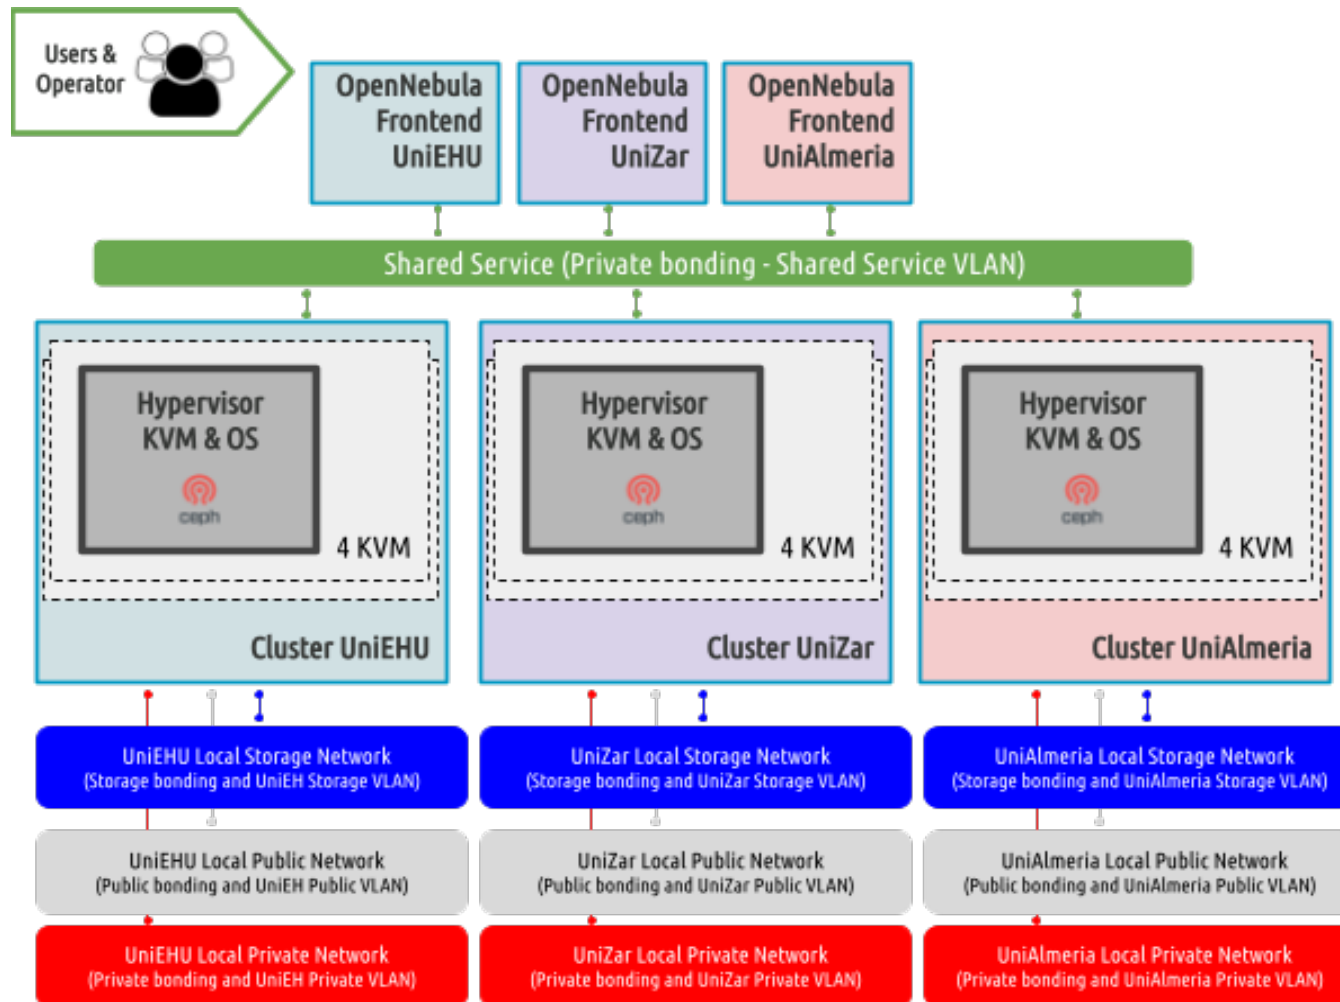 Users &
Operator
OpenNebula
Frontend
UniEHU
OpenNebula
Frontend
UniZar
OpenNebula
Frontend
UniAlmeria
Shared Service (Private bonding - Shared Service VLAN)
Hypervisor
KVM & OS
ceph
4 KVM
Cluster UniEHU
Hypervisor
KVM & OS
ceph
4 KVM
Cluster UniZar
Hypervisor
KVM & OS
ceph
4 KVM
Cluster UniAlmeria
UniEHU Local Storage Network
(Storage bonding and UniEH Storage VLAN)
UniZar Local Storage Network
(Storage bonding and UniZar Storage VLAN)
UniAlmeria Local Storage Network
(Storage bonding and UniAlmeria Storage VLAN)
UniEHU Local Public Network
(Public bonding and UniEH Public VLAN)
UniZar Local Public Network
(Public bonding and UniZar Public VLAN)
UniAlmeria Local Public Network
(Public bonding and UniAlmeria Public VLAN)
UniEHU Local Private Network
(Private bonding and UniEH Private VLAN)
UniZar Local Private Network
(Private bonding and UniZar Private VLAN)
UniAlmeria Local Private Network
(Private bonding and UniAlmeria Private VLAN)